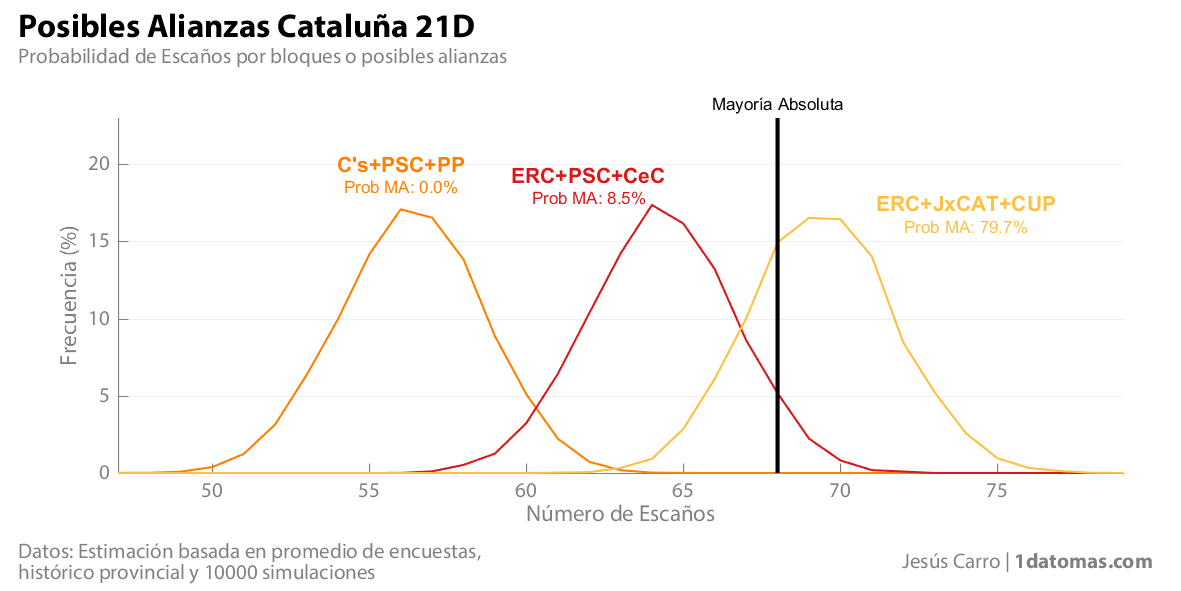 Posibles Alianzas Cataluña 21D
Probabilidad de Escaños por bloques o posibles alianzas
Mayoría Absoluta
C's+PSC+PP
Prob MA: 0.0%
ERC+PSC+CeC
Prob MA: 8.5%
ERC+JxCAT+CUP
Prob MA: 79.7%
Frecuencia (%)
20
15
10
5
0
50 55 60 65 70 75
Número de Escaños
Datos: Estimación basada en promedio de encuestas,
histórico provincial y 10000 simulaciones
Jesús Carro | 1datomas.com